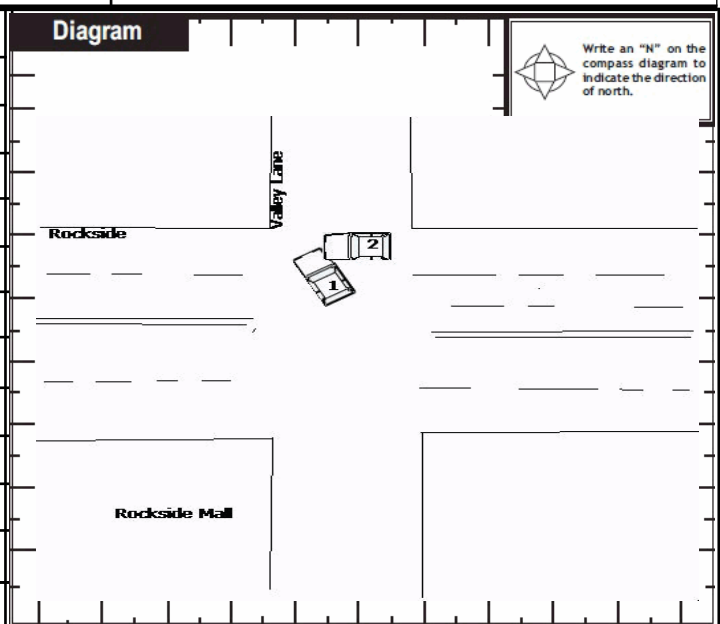 Diagram
Write an “N” on the
compass diagram to
indicate the direction
of north.
Valley Lane
Rockside
2
1
Rockside Mall